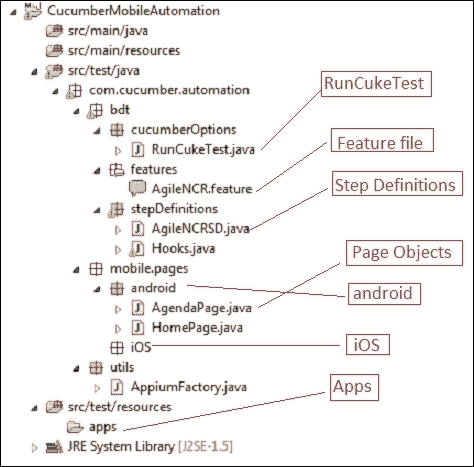 CucumberMobileAutomation
src/main/java
src/main/resources
src/test/java
com.cucumber.automation
RunCukeTest
bdt
cucumberOptions
RunCukeTest.java
Feature file
features
AgileNCR.feature
Step Definitions
stepDefinitions
AgileNCRSD.java
Hooks.java
Page Objects
mobile.pages
android
android
AgendaPage.java
HomePage.java
iOS
iOS
utils
AppiumFactory.java
Apps
src/test/resources
apps
JRE System Library [J2SE-1.5]